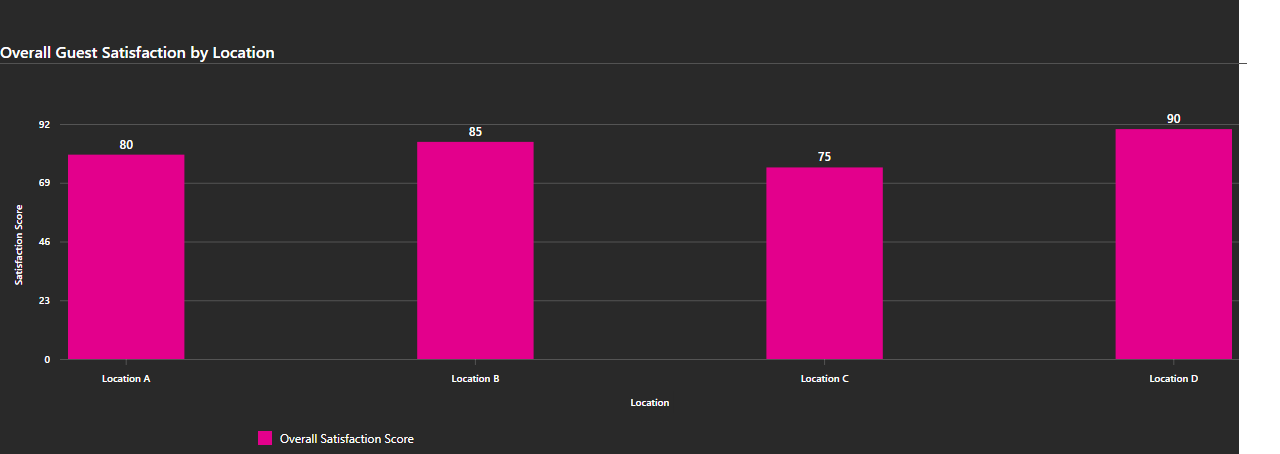 Overall Guest Satisfaction by Location
92
69
46
23
0
Satisfaction Score
80
85
75
90
Location A
Location B
Location C
Location D
Location
Overall Satisfaction Score